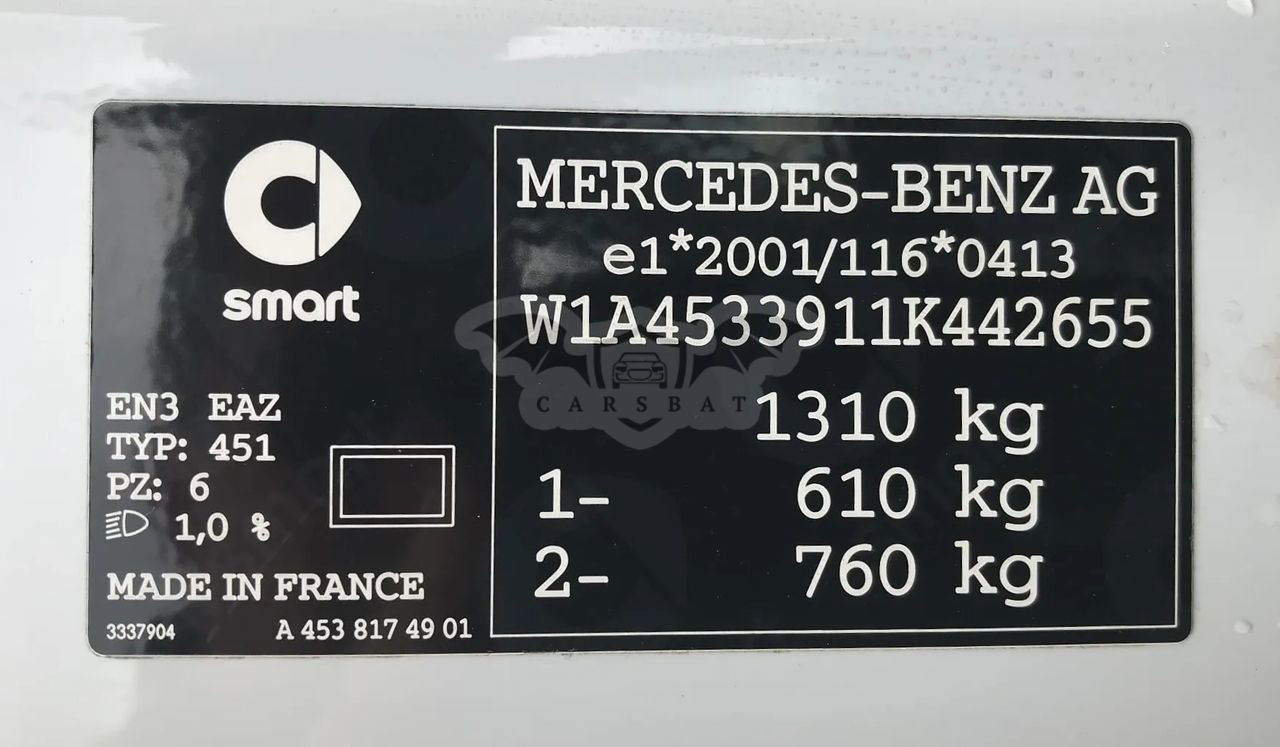 smart
EN3 EAZ
TYP: 451
PZ: 6
1,0 %
MADE IN FRANCE
3337904 A 453 817 49 01
MERCEDES-BENZ AG
e1*2001/116*0413
W1A4533911K442655
CARSBAT
1310 kg
1- 610 kg
2- 760 kg